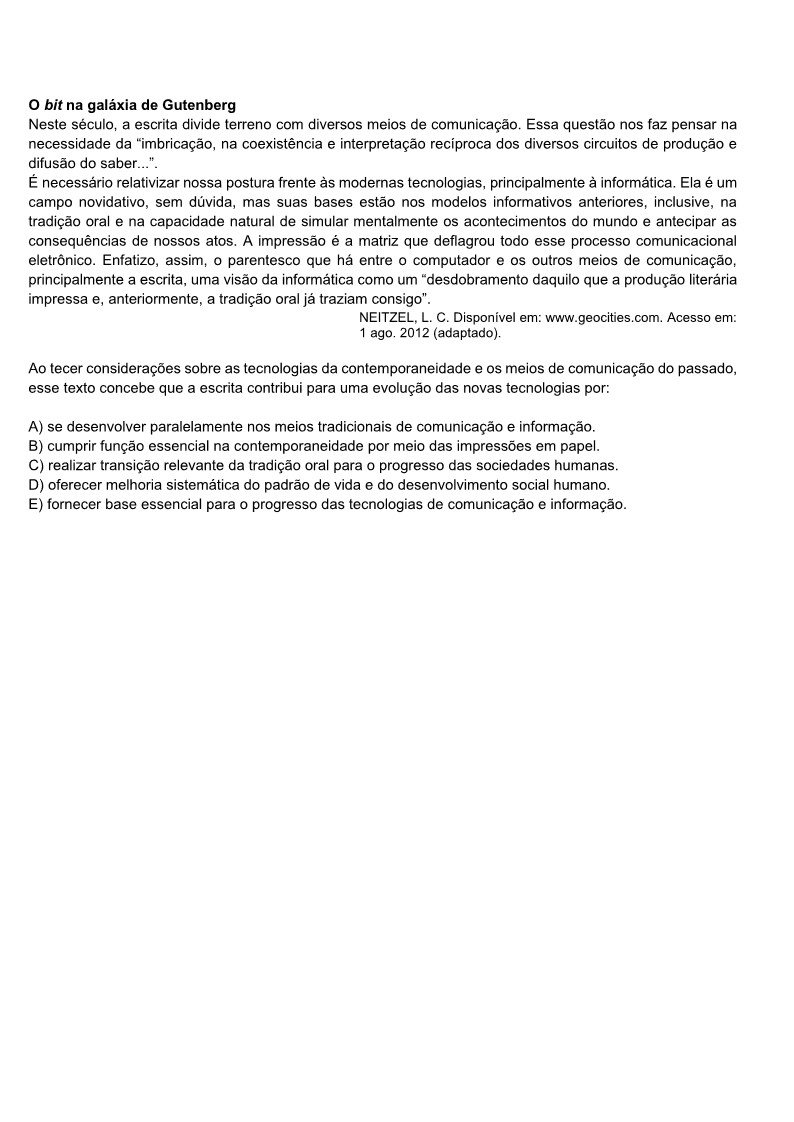 O bit na galáxia de Gutenberg
Neste século, a escrita divide terreno com diversos meios de comunicação. Essa questão nos faz pensar na
necessidade da “imbricação, na coexistência e interpretação recíproca dos diversos circuitos de produção e
difusão do saber...”.
É necessário relativizar nossa postura frente às modernas tecnologias, principalmente à informática. Ela é um
campo novidativo, sem dúvida, mas suas bases estão nos modelos informativos anteriores, inclusive, na
tradição oral e na capacidade natural de simular mentalmente os acontecimentos do mundo e antecipar as
consequências de nossos atos. A impressão é a matriz que deflagrou todo esse processo comunicacional
eletrônico. Enfatizo, assim, o parentesco que há entre o computador e os outros meios de comunicação,
principalmente a escrita, uma visão da informática como um “desdobramento daquilo que a produção literária
impressa e, anteriormente, a tradição oral já traziam consigo”.
NEITZEL, L. C. Disponível em: www.geocities.com. Acesso em:
1 ago. 2012 (adaptado).
Ao tecer considerações sobre as tecnologias da contemporaneidade e os meios de comunicação do passado,
esse texto concebe que a escrita contribui para uma evolução das novas tecnologias por:
A) se desenvolver paralelamente nos meios tradicionais de comunicação e informação.
B) cumprir função essencial na contemporaneidade por meio das impressões em papel.
C) realizar transição relevante da tradição oral para o progresso das sociedades humanas.
D) oferecer melhoria sistemática do padrão de vida e do desenvolvimento social humano.
E) fornecer base essencial para o progresso das tecnologias de comunicação e informação.